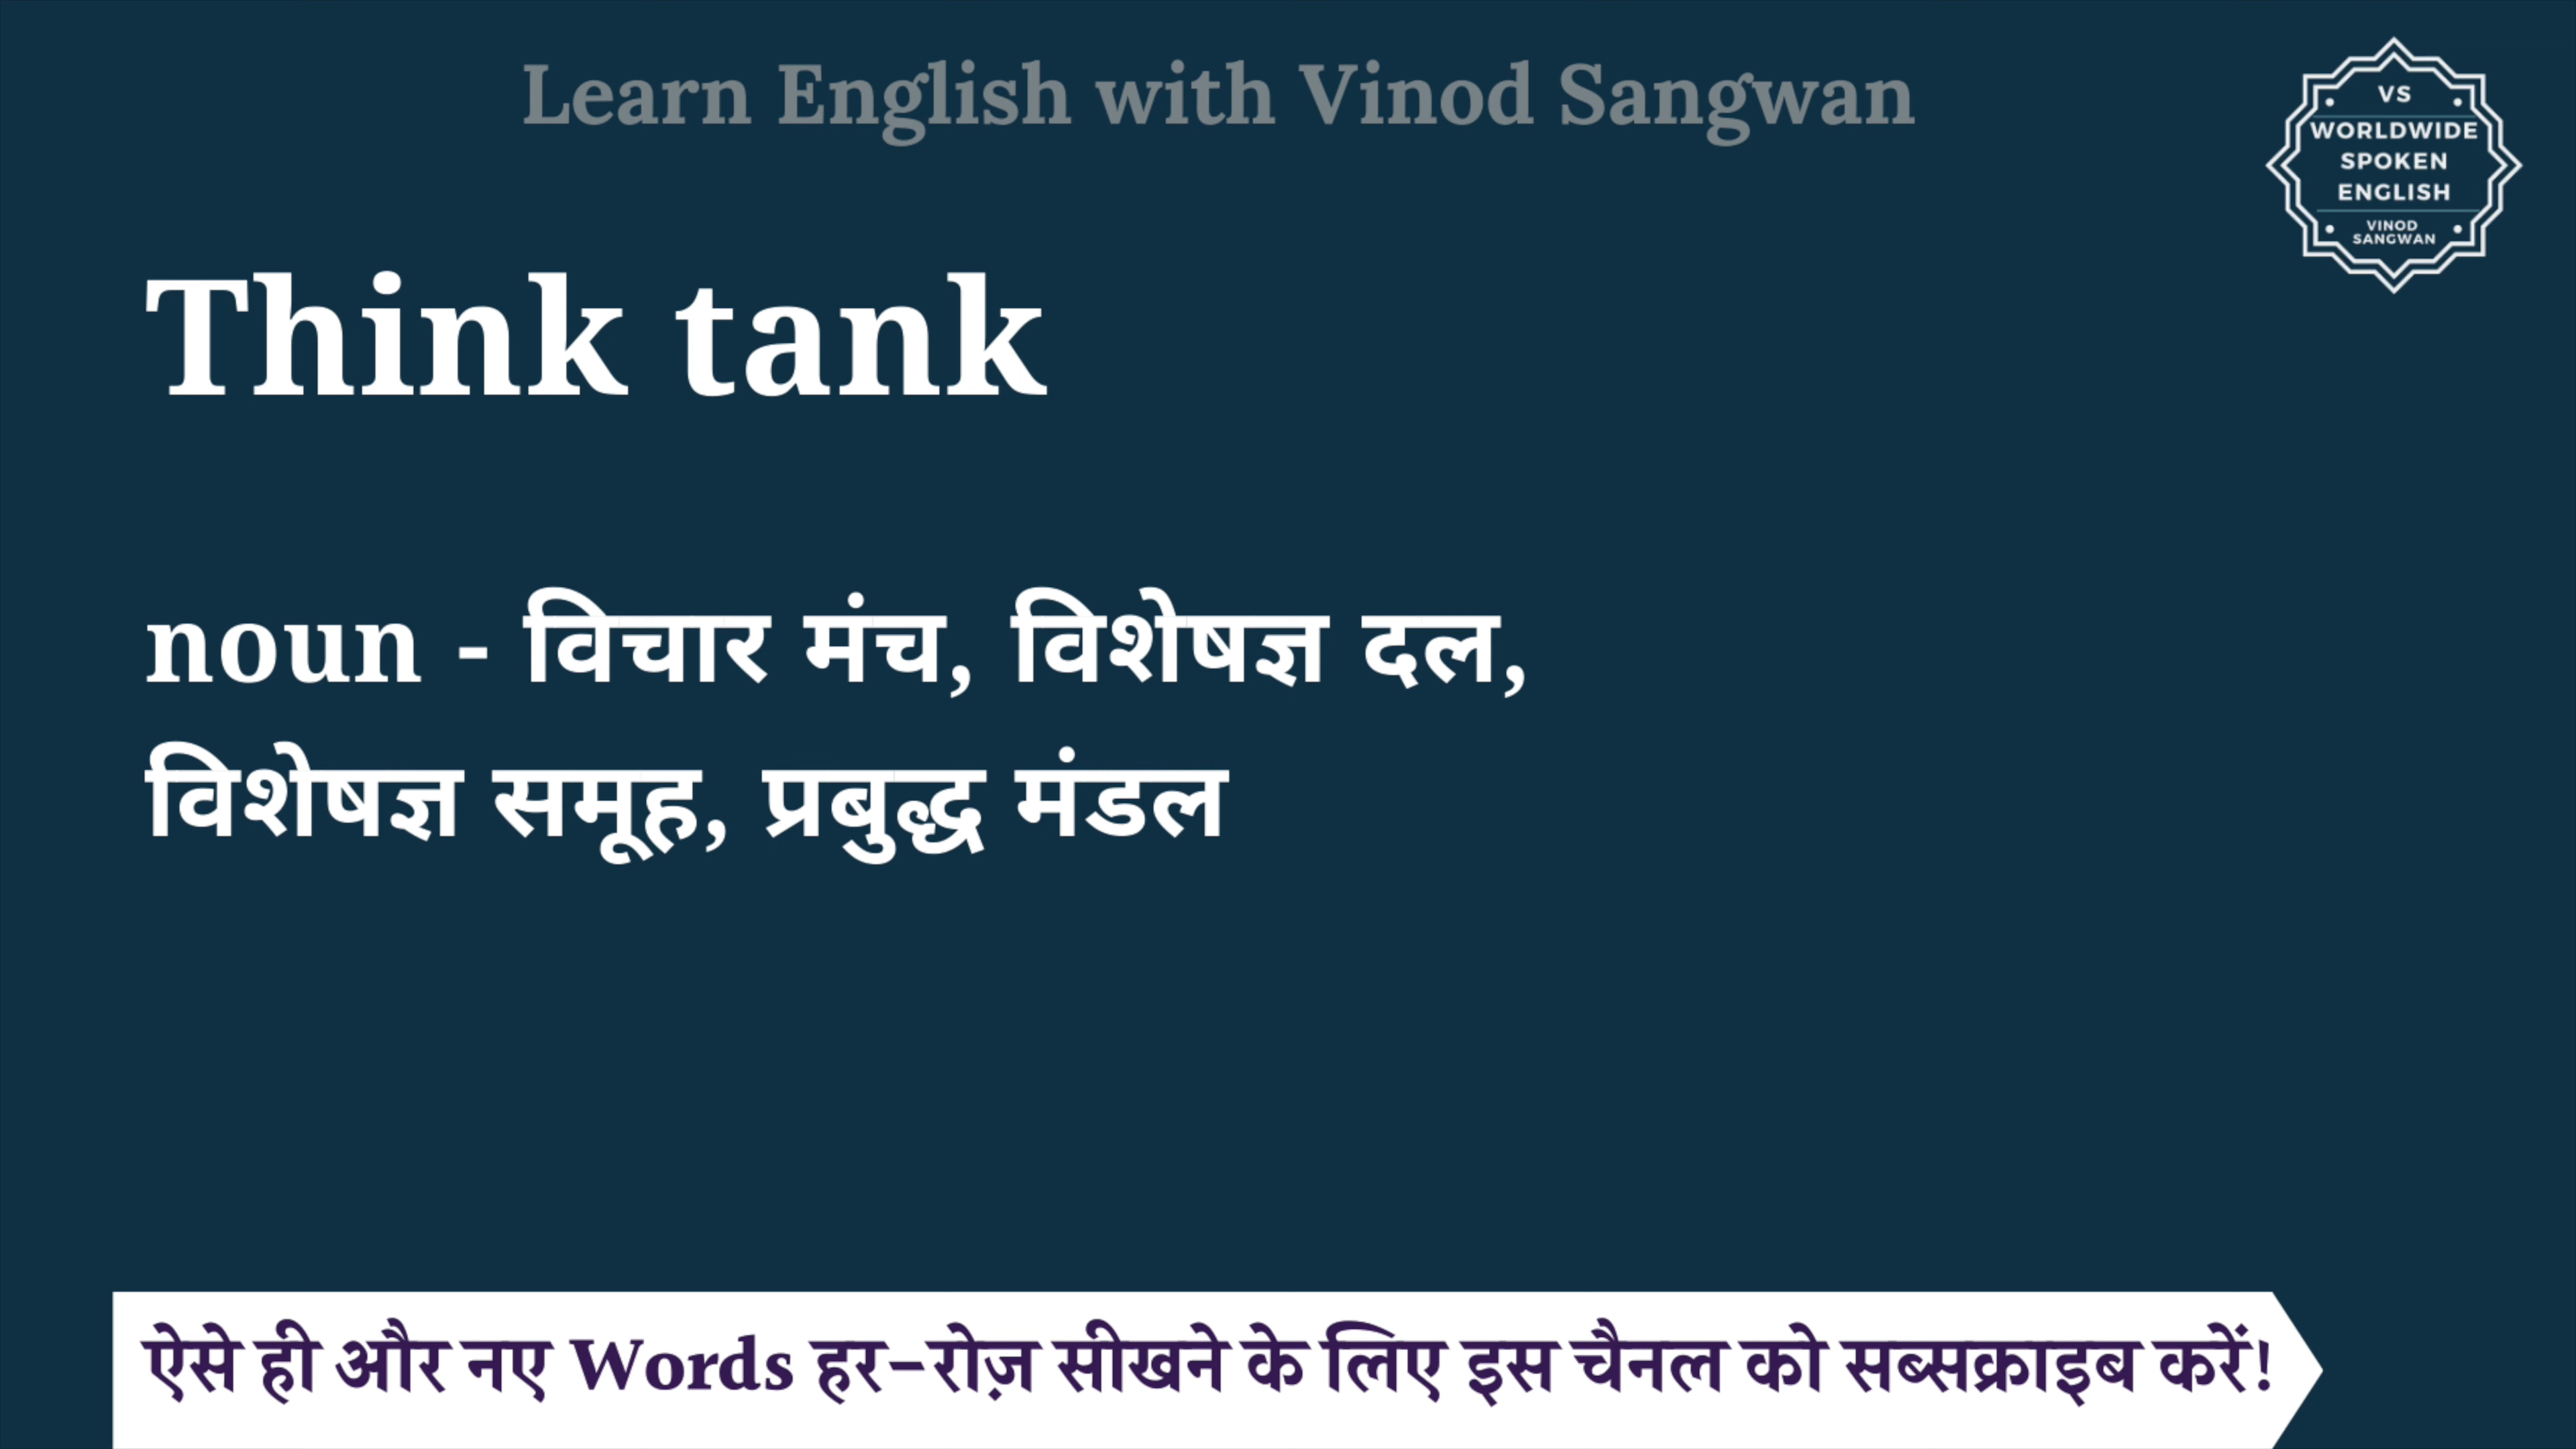 Learn English with Vinod Sangwan
VS
WORLDWIDE
SPOKEN
ENGLISH
VINOD
SANGWAN
Think tank
noun - विचार मंच, विशेषज्ञ दल,
विशेषज्ञ समूह, प्रबुद्ध मंडल
ऐसे ही और नए Words हर-रोज़ सीखने के लिए इस चैनल को सब्सक्राइब करें!